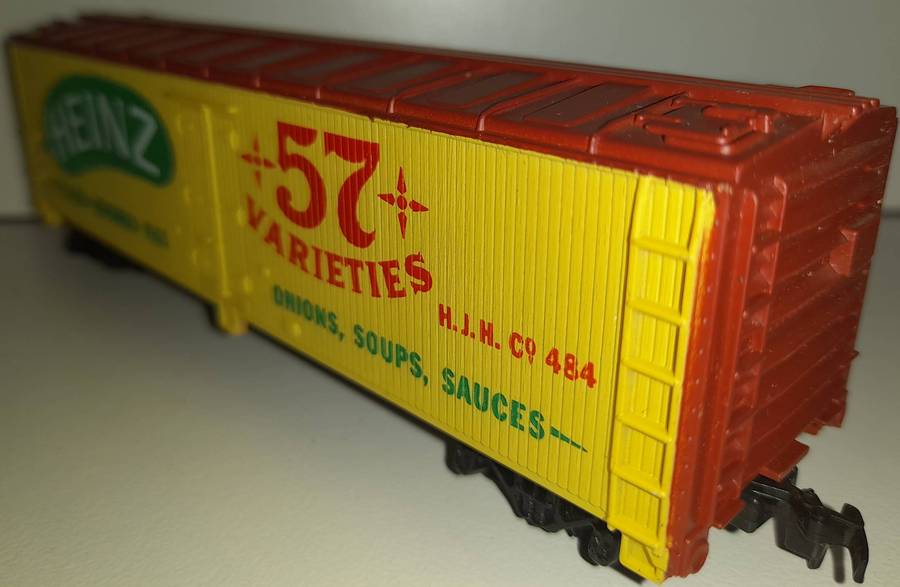 HEINZ
57
VARIETIES
H.J.H. Co 484
ONIONS, SOUPS, SAUCES—